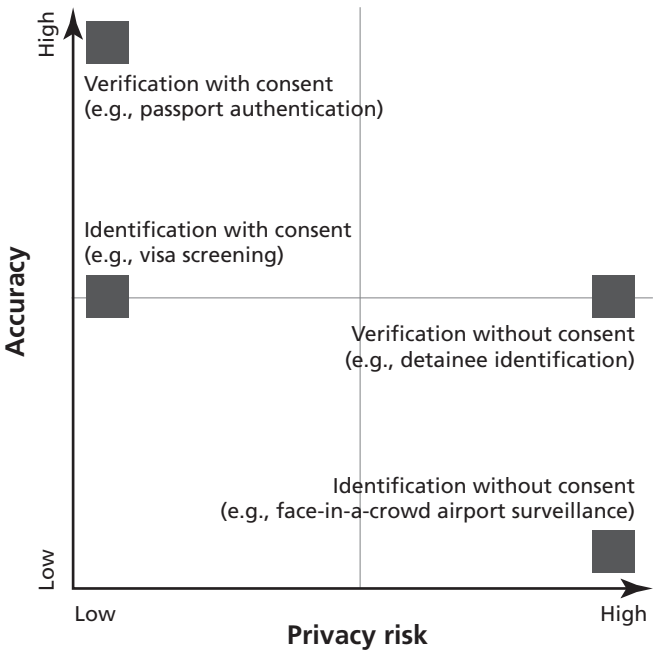 High
Verification with consent
(e.g., passport authentication)
Identification with consent
(e.g., visa screening)
Accuracy
Verification without consent
(e.g., detainee identification)
Identification without consent
(e.g., face-in-a-crowd airport surveillance)
Low
Low
High
Privacy risk